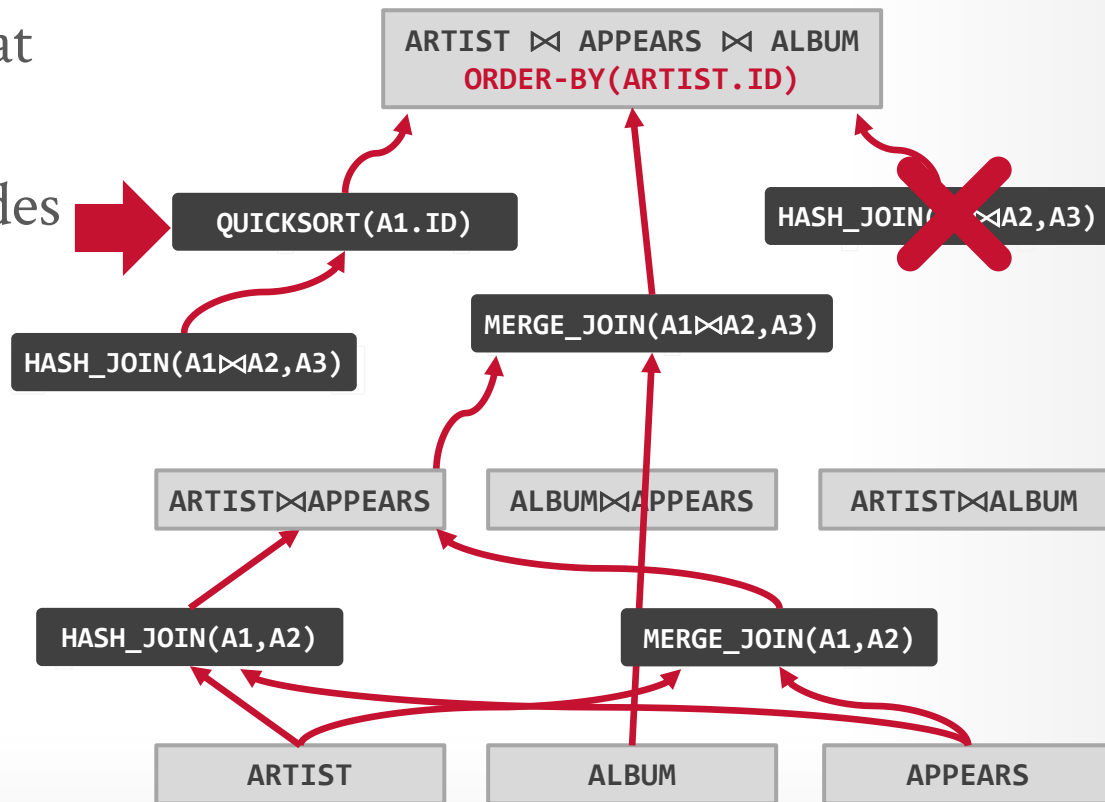 at
ARTIST ⋈ APPEARS ⋈ ALBUM
ORDER-BY(ARTIST.ID)
des
QUICKSORT(A1.ID)
HASH_JOIN( ⋈A2,A3)
MERGE_JOIN(A1⋈A2,A3)
HASH_JOIN(A1⋈A2,A3)
ARTIST⋈APPEARS
ALBUM⋈APPEARS
ARTIST⋈ALBUM
HASH_JOIN(A1,A2)
MERGE_JOIN(A1,A2)
ARTIST
ALBUM
APPEARS